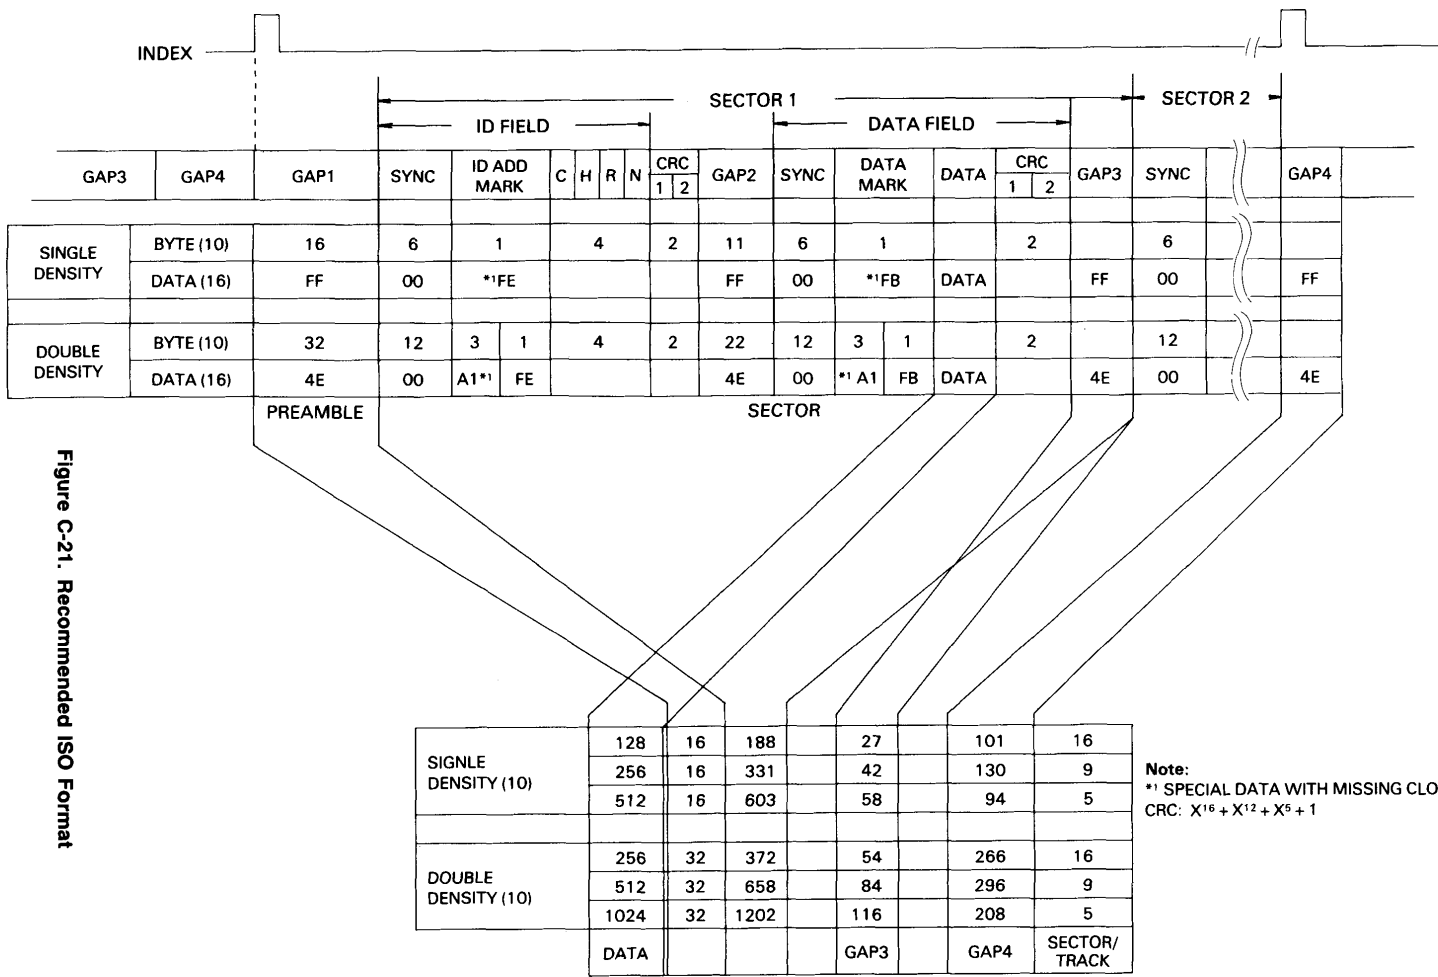 INDEX
SECTOR 1
SECTOR 2
ID FIELD
DATA FIELD
GAP3 GAP4 GAP1 SYNC ID ADD MARK C H R N CRC 1 2 GAP2 SYNC DATA MARK DATA CRC 1 2 GAP3 SYNC GAP4
SINGLE DENSITY
BYTE (10) 16 6 1 4 2 11 6 1 2 6
DATA (16) FF 00 *1FE FF 00 *1FB DATA FF 00 FF
DOUBLE DENSITY
BYTE (10) 32 12 3 1 4 2 22 12 3 1 2 12
DATA (16) 4E 00 A1*1 FE 4E 00 *1 A1 FB DATA 4E 00 4E
PREAMBLE SECTOR
Figure C-21. Recommended ISO Format
SIGNLE DENSITY (10)
128 16 188 27 101 16
256 16 331 42 130 9
512 16 603 58 94 5
DOUBLE DENSITY (10)
256 32 372 54 266 16
512 32 658 84 296 9
1024 32 1202 116 208 5
DATA GAP3 GAP4 SECTOR/ TRACK
Note:
*1 SPECIAL DATA WITH MISSING CLO
CRC: X16 + X12 + X5 + 1